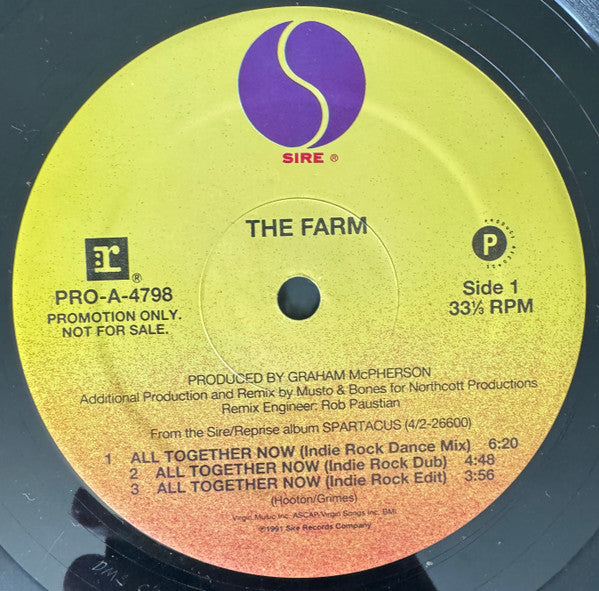 SIRE ®
THE FARM
r ®
PRODUCT RECORDS
P
PRO-A-4798
PROMOTION ONLY.
NOT FOR SALE.
Side 1
33⅓ RPM
PRODUCED BY GRAHAM McPHERSON
Additional Production and Remix by Musto & Bones for Northcott Productions
Remix Engineer: Rob Paustian
From the Sire/Reprise album SPARTACUS (4/2-26600)
1 ALL TOGETHER NOW (Indie Rock Dance Mix) 6:20
2 ALL TOGETHER NOW (Indie Rock Dub) 4:48
3 ALL TOGETHER NOW (Indie Rock Edit) 3:56
(Hooton/Grimes)
Virgin Music Inc. ASCAP/Virgin Songs Inc. BMI
℗1991 Sire Records Company